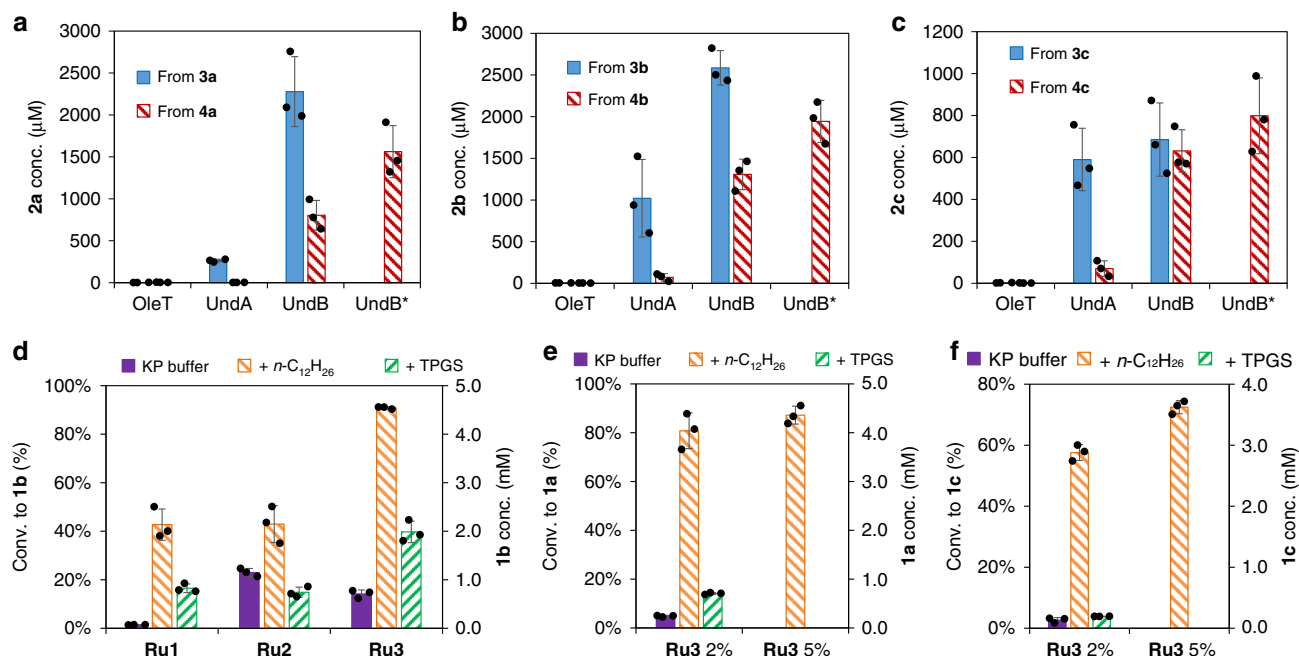 a
3000
2500
2000
1500
1000
500
0
2a conc. (µM)
From 3a
From 4a
OleT UndA UndB UndB*
b
3000
2500
2000
1500
1000
500
0
2b conc. (µM)
From 3b
From 4b
OleT UndA UndB UndB*
c
1200
1000
800
600
400
200
0
2c conc. (µM)
From 3c
From 4c
OleT UndA UndB UndB*
d
KP buffer + n-C12H26 + TPGS
100%
80%
60%
40%
20%
0%
Conv. to 1b (%)
5.0
4.0
3.0
2.0
1.0
0.0
1b conc. (mM)
Ru1 Ru2 Ru3
e
KP buffer + n-C12H26 + TPGS
100%
80%
60%
40%
20%
0%
Conv. to 1a (%)
5.0
4.0
3.0
2.0
1.0
0.0
1a conc. (mM)
Ru3 2% Ru3 5%
f
KP buffer + n-C12H26 + TPGS
80%
60%
40%
20%
0%
Conv. to 1c (%)
4.0
3.0
2.0
1.0
0.0
1c conc. (mM)
Ru3 2% Ru3 5%